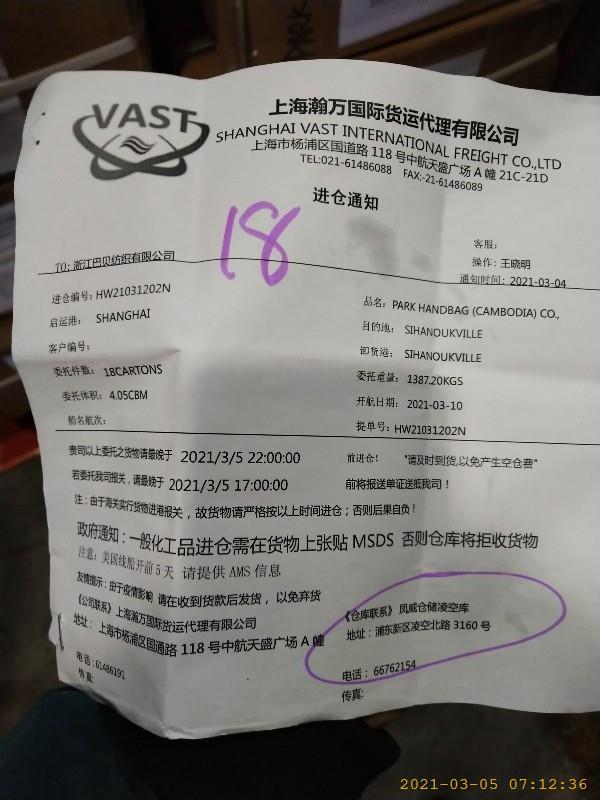 VAST
上海瀚万国际货运代理有限公司
SHANGHAI VAST INTERNATIONAL FREIGHT CO.,LTD
上海市杨浦区国道路 118 号中航天盛广场 A 幢 21C-21D
TEL:021-61486088 FAX:-21-61486089
进仓通知
18
客服：
TO：浙江巴贝纺织有限公司
操作：王晓明
通知时间：2021-03-04
进仓编号：HW21031202N
品名：PARK HANDBAG (CAMBODIA) CO.,
启运港： SHANGHAI
目的地： SIHANOUKVILLE
客户编号：
卸货港： SIHANOUKVILLE
委托件数： 18CARTONS
委托重量： 1387.20KGS
委托体积： 4.05CBM
开航日期： 2021-03-10
船名航次：
提单号：HW21031202N
贵司以上委托之货物请最晚于 2021/3/5 22:00:00 前进仓！ "请及时到货,以免产生空仓费"
若委托我司报关，请最晚于 2021/3/5 17:00:00 前将报送单证送抵我司！
注：由于海关实行货物进港报关，故货物请严格按以上时间进仓；否则后果自负！
政府通知：一般化工品进仓需在货物上张贴 MSDS 否则仓库将拒收货物
注意：美国线船开前 5 天 请提供 AMS 信息
友情提示：由于疫情影响 请在收到货款后发货，以免弃货
《公司联系》上海瀚万国际货运代理有限公司
地址： 上海市杨浦区国道路 118 号中航天盛广场 A 幢
电话：61486191
传真：
《仓库联系》凤威仓储凌空库
地址：浦东新区凌空北路 3160 号
电话： 66762154
传真：
2021-03-05 07:12:36